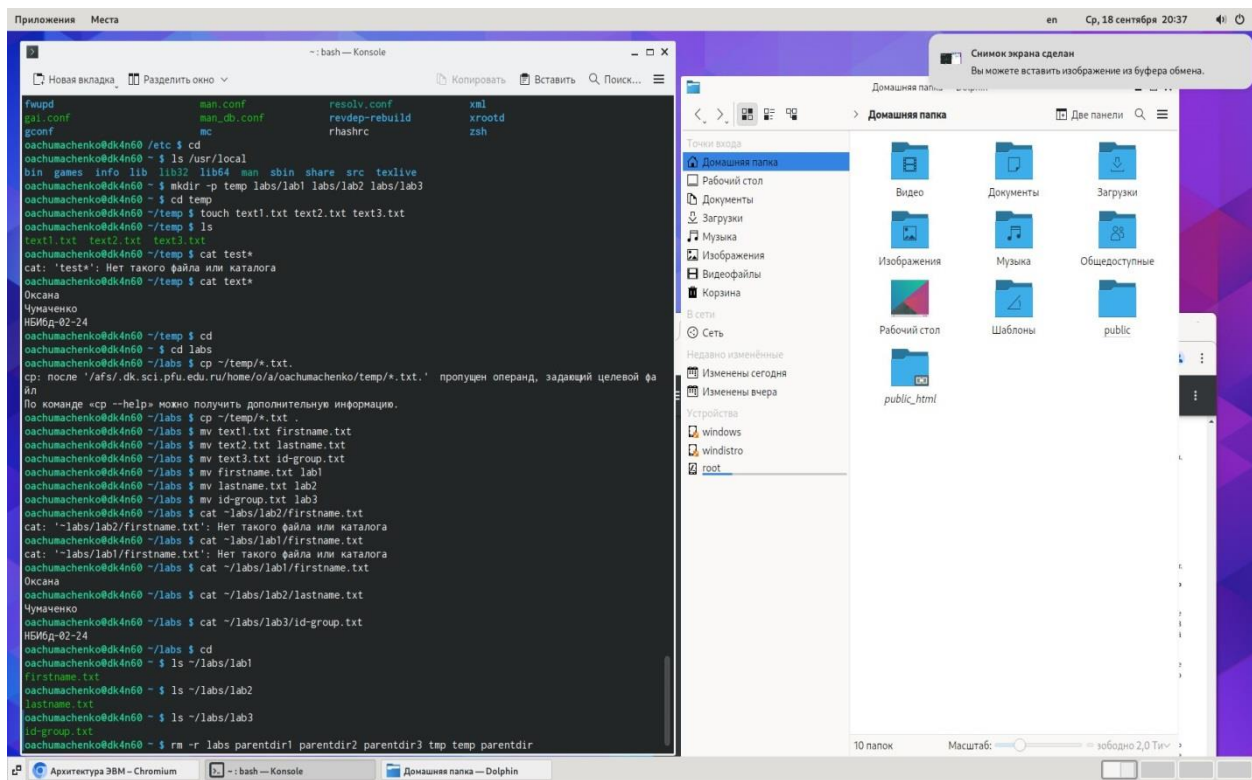 Приложения Места en Ср, 18 сентября 20:37
~ : bash — Konsole
Новая вкладка Разделить окно Копировать Вставить Поиск...
fwupd man.conf resolv.conf xml
gai.conf man_db.conf revdep-rebuild xrootd
gconf mc rhashrc zsh
oachumachenko@dk4n60 /etc $ cd
oachumachenko@dk4n60 ~ $ ls /usr/local
bin games info lib lib32 lib64 man sbin share src texlive
oachumachenko@dk4n60 ~ $ mkdir -p temp labs/lab1 labs/lab2 labs/lab3
oachumachenko@dk4n60 ~ $ cd temp
oachumachenko@dk4n60 ~/temp $ touch text1.txt text2.txt text3.txt
oachumachenko@dk4n60 ~/temp $ ls
text1.txt text2.txt text3.txt
oachumachenko@dk4n60 ~/temp $ cat test*
cat: 'test*': Нет такого файла или каталога
oachumachenko@dk4n60 ~/temp $ cat text*
Оксана
Чумаченко
НБИбд-02-24
oachumachenko@dk4n60 ~/temp $ cd
oachumachenko@dk4n60 ~ $ cd labs
oachumachenko@dk4n60 ~/labs $ cp ~/temp/*.txt.
cp: после '/afs/.dk.sci.pfu.edu.ru/home/o/a/oachumachenko/temp/*.txt.' пропущен операнд, задающий целевой фа
йл
По команде «cp --help» можно получить дополнительную информацию.
oachumachenko@dk4n60 ~/labs $ cp ~/temp/*.txt .
oachumachenko@dk4n60 ~/labs $ mv text1.txt firstname.txt
oachumachenko@dk4n60 ~/labs $ mv text2.txt lastname.txt
oachumachenko@dk4n60 ~/labs $ mv text3.txt id-group.txt
oachumachenko@dk4n60 ~/labs $ mv firstname.txt lab1
oachumachenko@dk4n60 ~/labs $ mv lastname.txt lab2
oachumachenko@dk4n60 ~/labs $ mv id-group.txt lab3
oachumachenko@dk4n60 ~/labs $ cat ~labs/lab2/firstname.txt
cat: '~labs/lab2/firstname.txt': Нет такого файла или каталога
oachumachenko@dk4n60 ~/labs $ cat ~labs/lab1/firstname.txt
cat: '~labs/lab1/firstname.txt': Нет такого файла или каталога
oachumachenko@dk4n60 ~/labs $ cat ~/labs/lab1/firstname.txt
Оксана
oachumachenko@dk4n60 ~/labs $ cat ~/labs/lab2/lastname.txt
Чумаченко
oachumachenko@dk4n60 ~/labs $ cat ~/labs/lab3/id-group.txt
НБИбд-02-24
oachumachenko@dk4n60 ~/labs $ cd
oachumachenko@dk4n60 ~ $ ls ~/labs/lab1
firstname.txt
oachumachenko@dk4n60 ~ $ ls ~/labs/lab2
lastname.txt
oachumachenko@dk4n60 ~ $ ls ~/labs/lab3
id-group.txt
oachumachenko@dk4n60 ~ $ rm -r labs parentdir1 parentdir2 parentdir3 tmp temp parentdir
Снимок экрана сделан
Вы можете вставить изображение из буфера обмена.
Домашняя
Домашняя папка Две панели
Точки входа
Домашняя папка
Рабочий стол
Документы
Загрузки
Музыка
Изображения
Видеофайлы
Корзина
В сети
Сеть
Недавно изменённые
Изменены сегодня
Изменены вчера
Устройства
windows
windistro
root
Видео Документы Загрузки
Изображения Музыка Общедоступные
Рабочий стол Шаблоны public
public_html
10 папок Масштаб: 2,0
Архитектура ЭВМ – Chromium ~ : bash — Konsole Домашняя папка — Dolphin